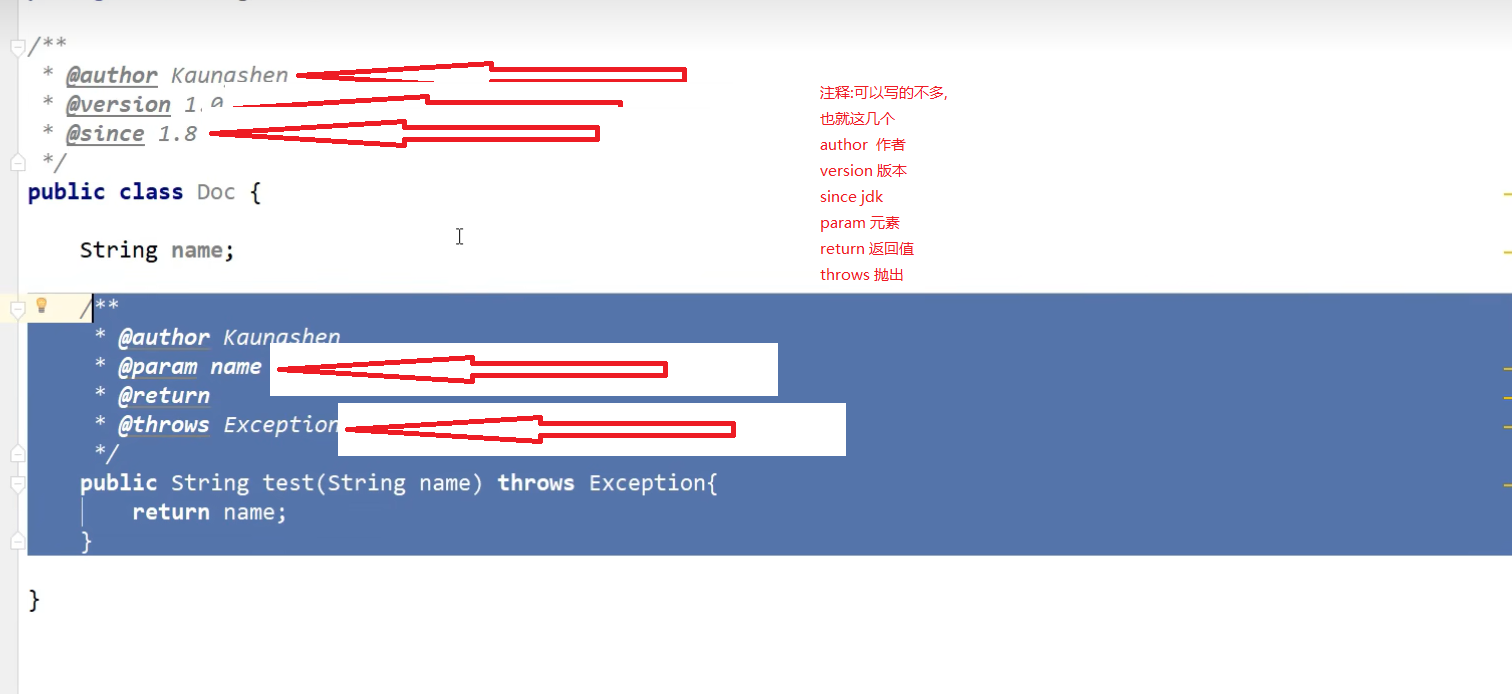 /**
* @author Kaungshen
* @version 1.0
* @since 1.8
*/
public class Doc {
String name;
/**
* @author Kaungshen
* @param name
* @return
* @throws Exception
*/
public String test(String name) throws Exception{
return name;
}
}
注释:可以写的不多,
也就这几个
author 作者
version 版本
since jdk
param 元素
return 返回值
throws 抛出